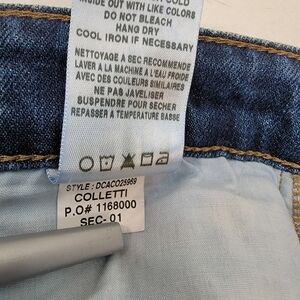 INSIDE OUT WITH LIKE COLORS
DO NOT BLEACH
HANG DRY
COOL IRON IF NECESSARY
NETTOYAGE A SEC RECOMMENDE
LAVER A LA MACHINE A L'EAU FROIDE
AVEC DES COULEURS SIMILAIRES
NE PAS JAVELISER
SUSPENDRE POUR SECHER
REPASSER A TEMPERATURE BASSE
STYLE: DCACO25969
COLLETTI
P.O# 1168000
SEC- 01